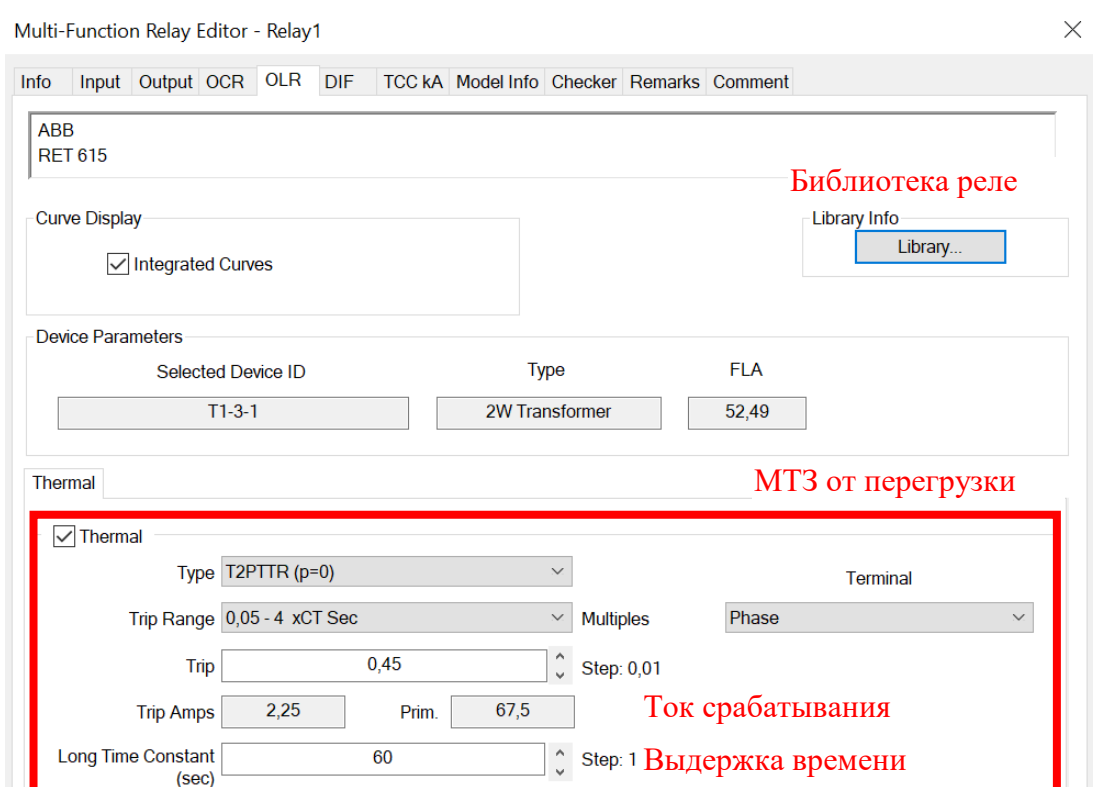 Multi-Function Relay Editor - Relay1
Info Input Output OCR OLR DIF TCC kA Model Info Checker Remarks Comment
ABB
RET 615
Библиотека реле
Curve Display
Library Info
Integrated Curves
Library...
Device Parameters
Selected Device ID Type FLA
T1-3-1 2W Transformer 52,49
Thermal
МТЗ от перегрузки
Thermal
Type T2PTTR (p=0)
Terminal
Trip Range 0,05 - 4 xCT Sec Multiples Phase
Trip 0,45 Step: 0,01
Trip Amps 2,25 Prim. 67,5 Ток срабатывания
Long Time Constant 60 Step: 1 Выдержка времени
(sec)